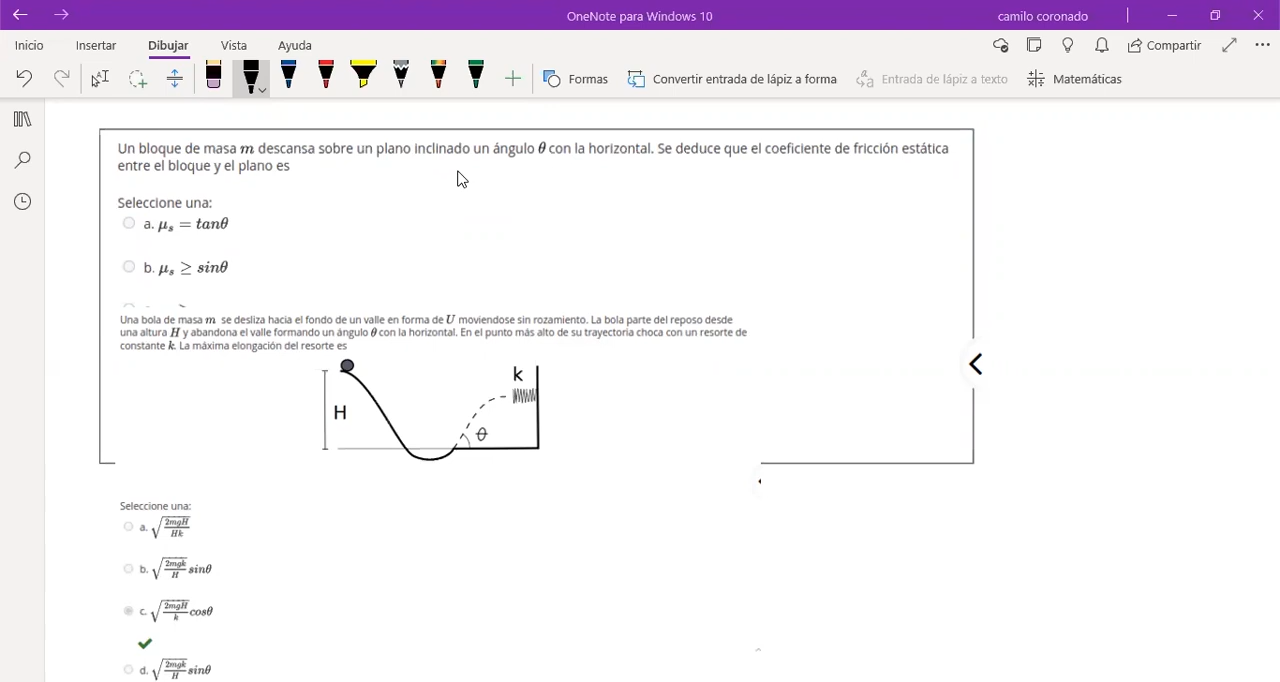 OneNote para Windows 10
camilo coronado
Inicio Insertar Dibujar Vista Ayuda
Compartir
Formas Convertir entrada de lápiz a forma Entrada de lápiz a texto Matemáticas
Un bloque de masa m descansa sobre un plano inclinado un ángulo θ con la horizontal. Se deduce que el coeficiente de fricción estática
entre el bloque y el plano es
Seleccione una:
a. μₛ = tanθ
b. μₛ ≥ sinθ
Una bola de masa m se desliza hacia el fondo de un valle en forma de U moviendose sin rozamiento. La bola parte del reposo desde
una altura H y abandona el valle formando un ángulo θ con la horizontal. En el punto más alto de su trayectoria choca con un resorte de
constante k. La máxima elongación del resorte es
k
H
θ
Seleccione una:
a. √(2mgH/Hk)
b. √(2mgk/H) sinθ
c. √(2mgH/k) cosθ
d. √(2mgk/H) sinθ